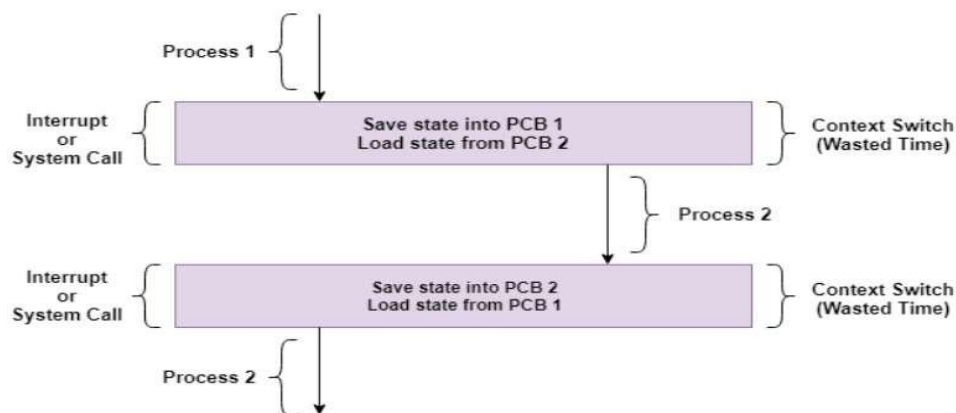 Process 1
Interrupt
or
System Call
Save state into PCB 1
Load state from PCB 2
Context Switch
(Wasted Time)
Process 2
Interrupt
or
System Call
Save state into PCB 2
Load state from PCB 1
Context Switch
(Wasted Time)
Process 2